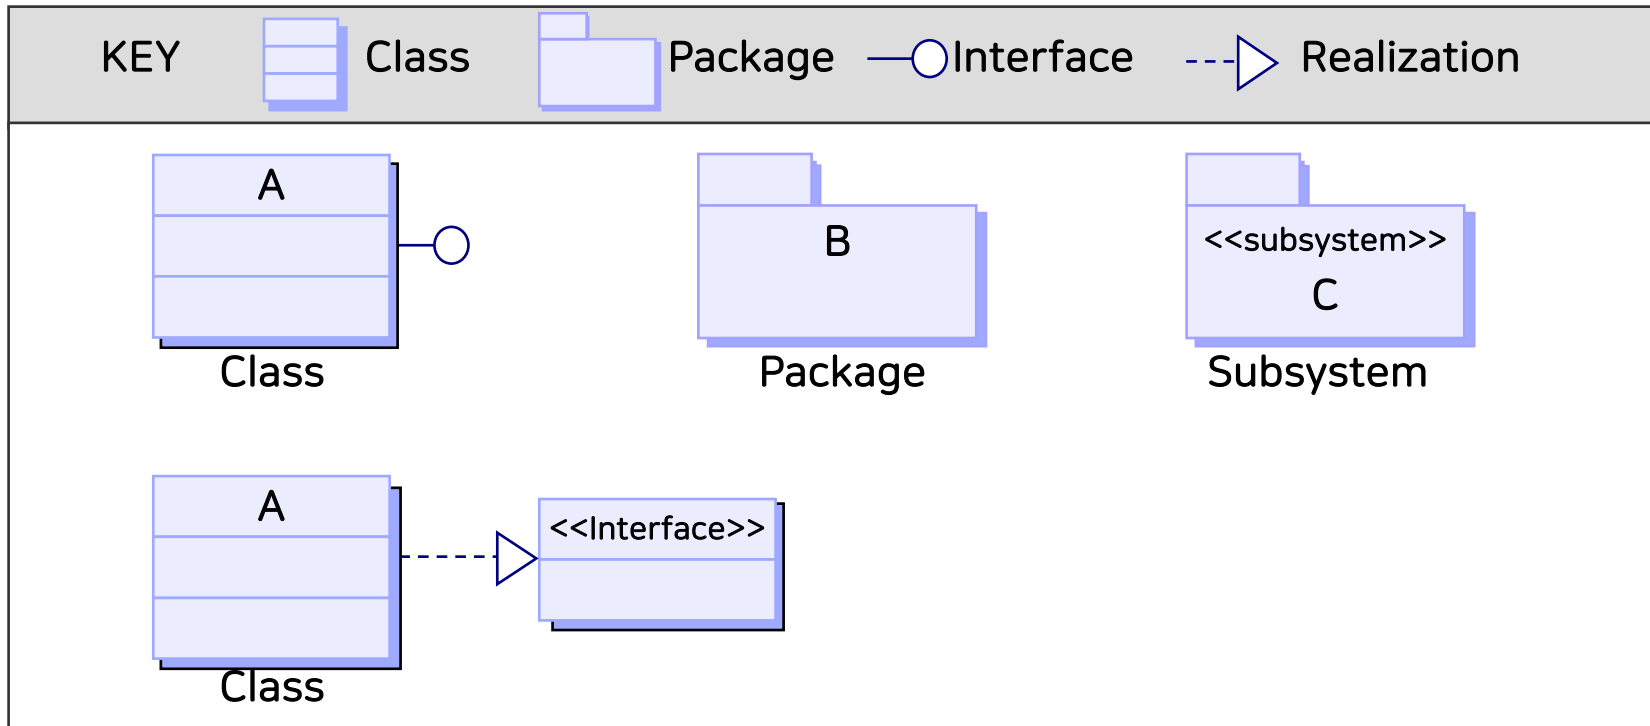 KEY
Class
Package
Interface
Realization
A
Class
B
Package
<<subsystem>>
C
Subsystem
A
Class
<<Interface>>